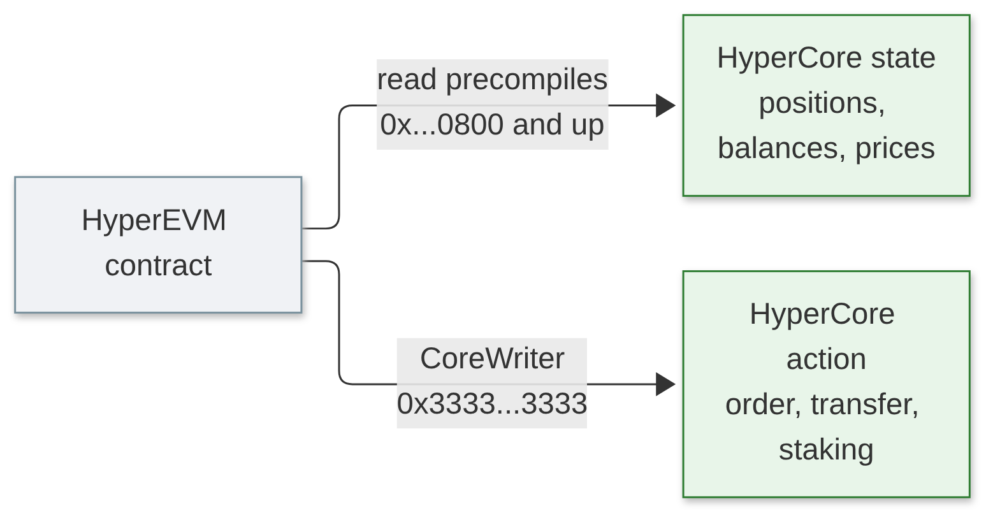 HyperEVM
contract
read precompiles
0x...0800 and up
HyperCore state
positions,
balances, prices
CoreWriter
0x3333...3333
HyperCore
action
order, transfer,
staking